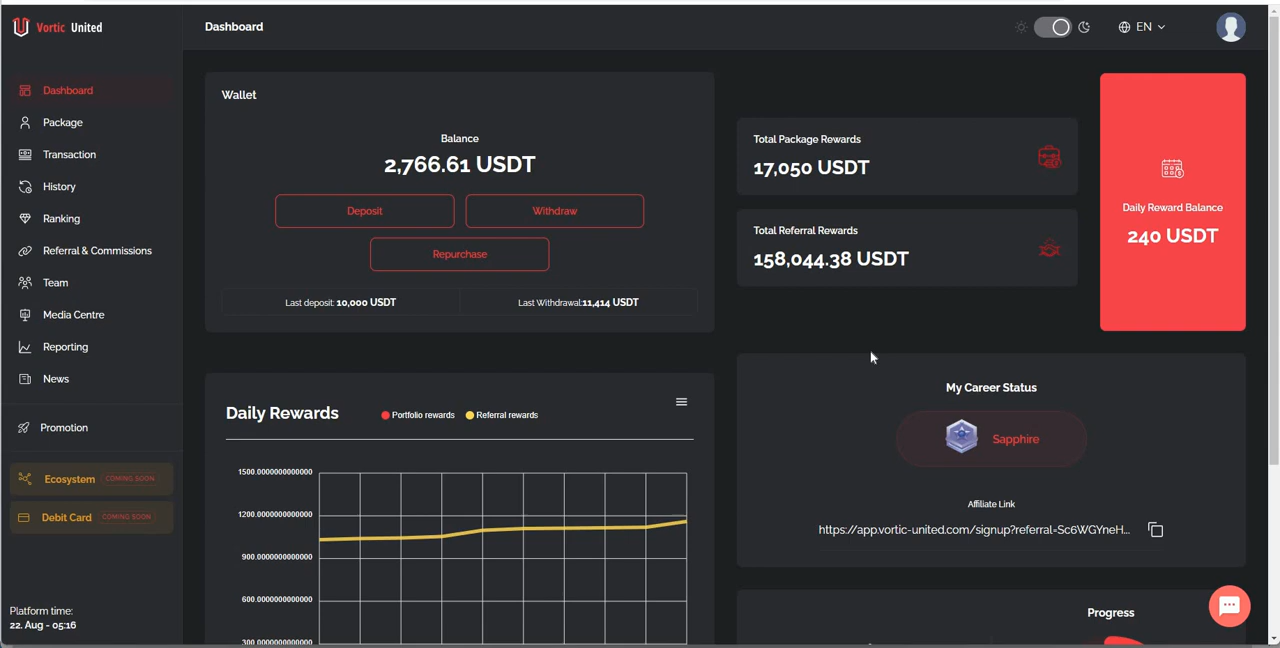 Vortic United
Dashboard
EN
Dashboard
Package
Transaction
History
Ranking
Referral & Commissions
Team
Media Centre
Reporting
News
Promotion
Ecosystem COMING SOON
Debit Card COMING SOON
Platform time:
22. Aug - 05:16
Wallet
Balance
2,766.61 USDT
Deposit
Withdraw
Repurchase
Last deposit: 10,000 USDT
Last Withdrawal:11,414 USDT
Total Package Rewards
17,050 USDT
Total Referral Rewards
158,044.38 USDT
Daily Reward Balance
240 USDT
Daily Rewards
Portfolio rewards
Referral rewards
1500.0000000000000
1200.0000000000000
900.0000000000000
600.0000000000000
300.0000000000000
My Career Status
Sapphire
Affiliate Link
https://app.vortic-united.com/signup?referral=Sc6WGYneH...
Progress